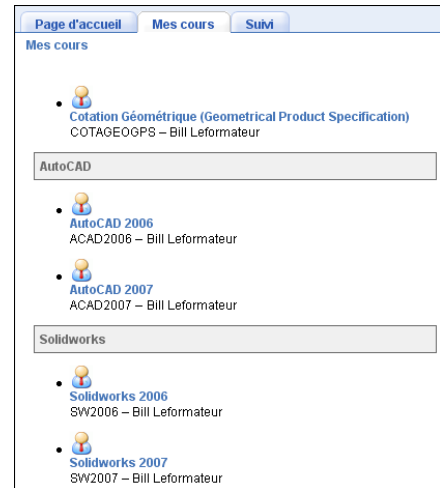 Page d'accueil Mes cours Suivi
Mes cours
Cotation Géométrique (Geometrical Product Specification)
COTAGEOGPS – Bill Leformateur
AutoCAD
AutoCAD 2006
ACAD2006 – Bill Leformateur
AutoCAD 2007
ACAD2007 – Bill Leformateur
Solidworks
Solidworks 2006
SW2006 – Bill Leformateur
Solidworks 2007
SW2007 – Bill Leformateur